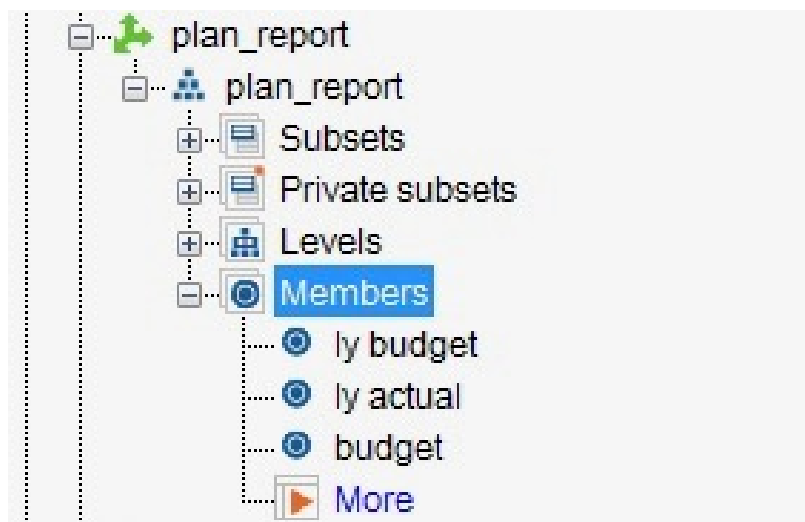 plan_report
plan_report
Subsets
Private subsets
Levels
Members
ly budget
ly actual
budget
More